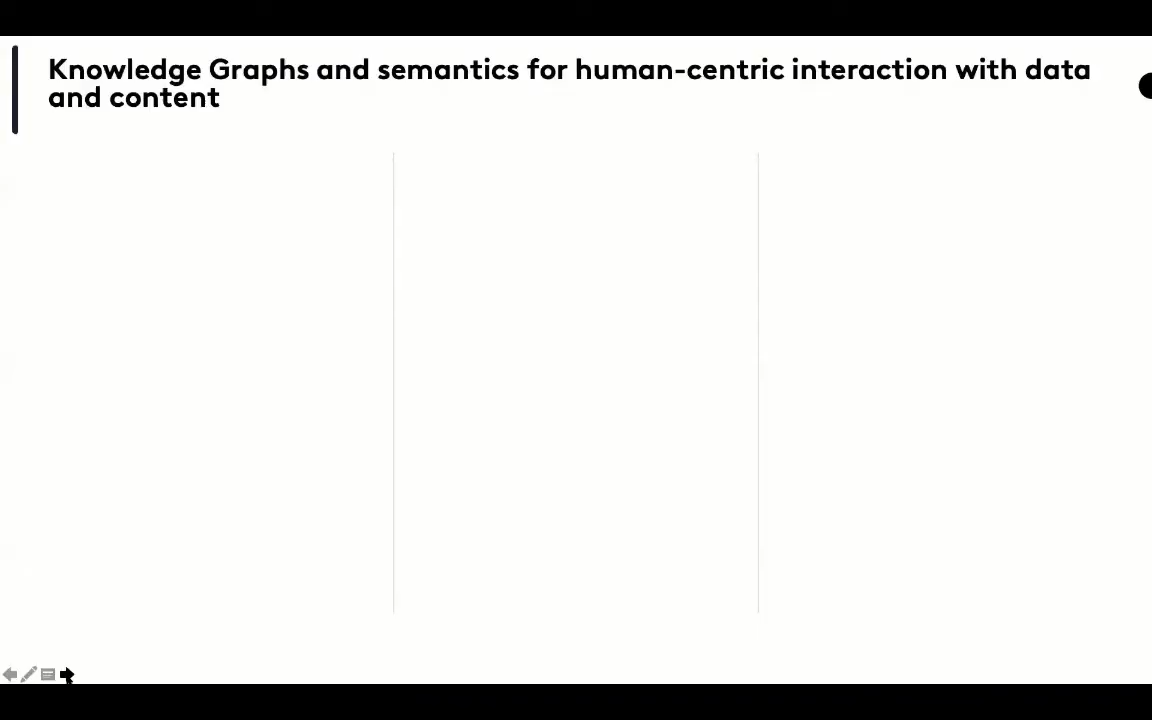 Knowledge Graphs and semantics for human-centric interaction with data
and content